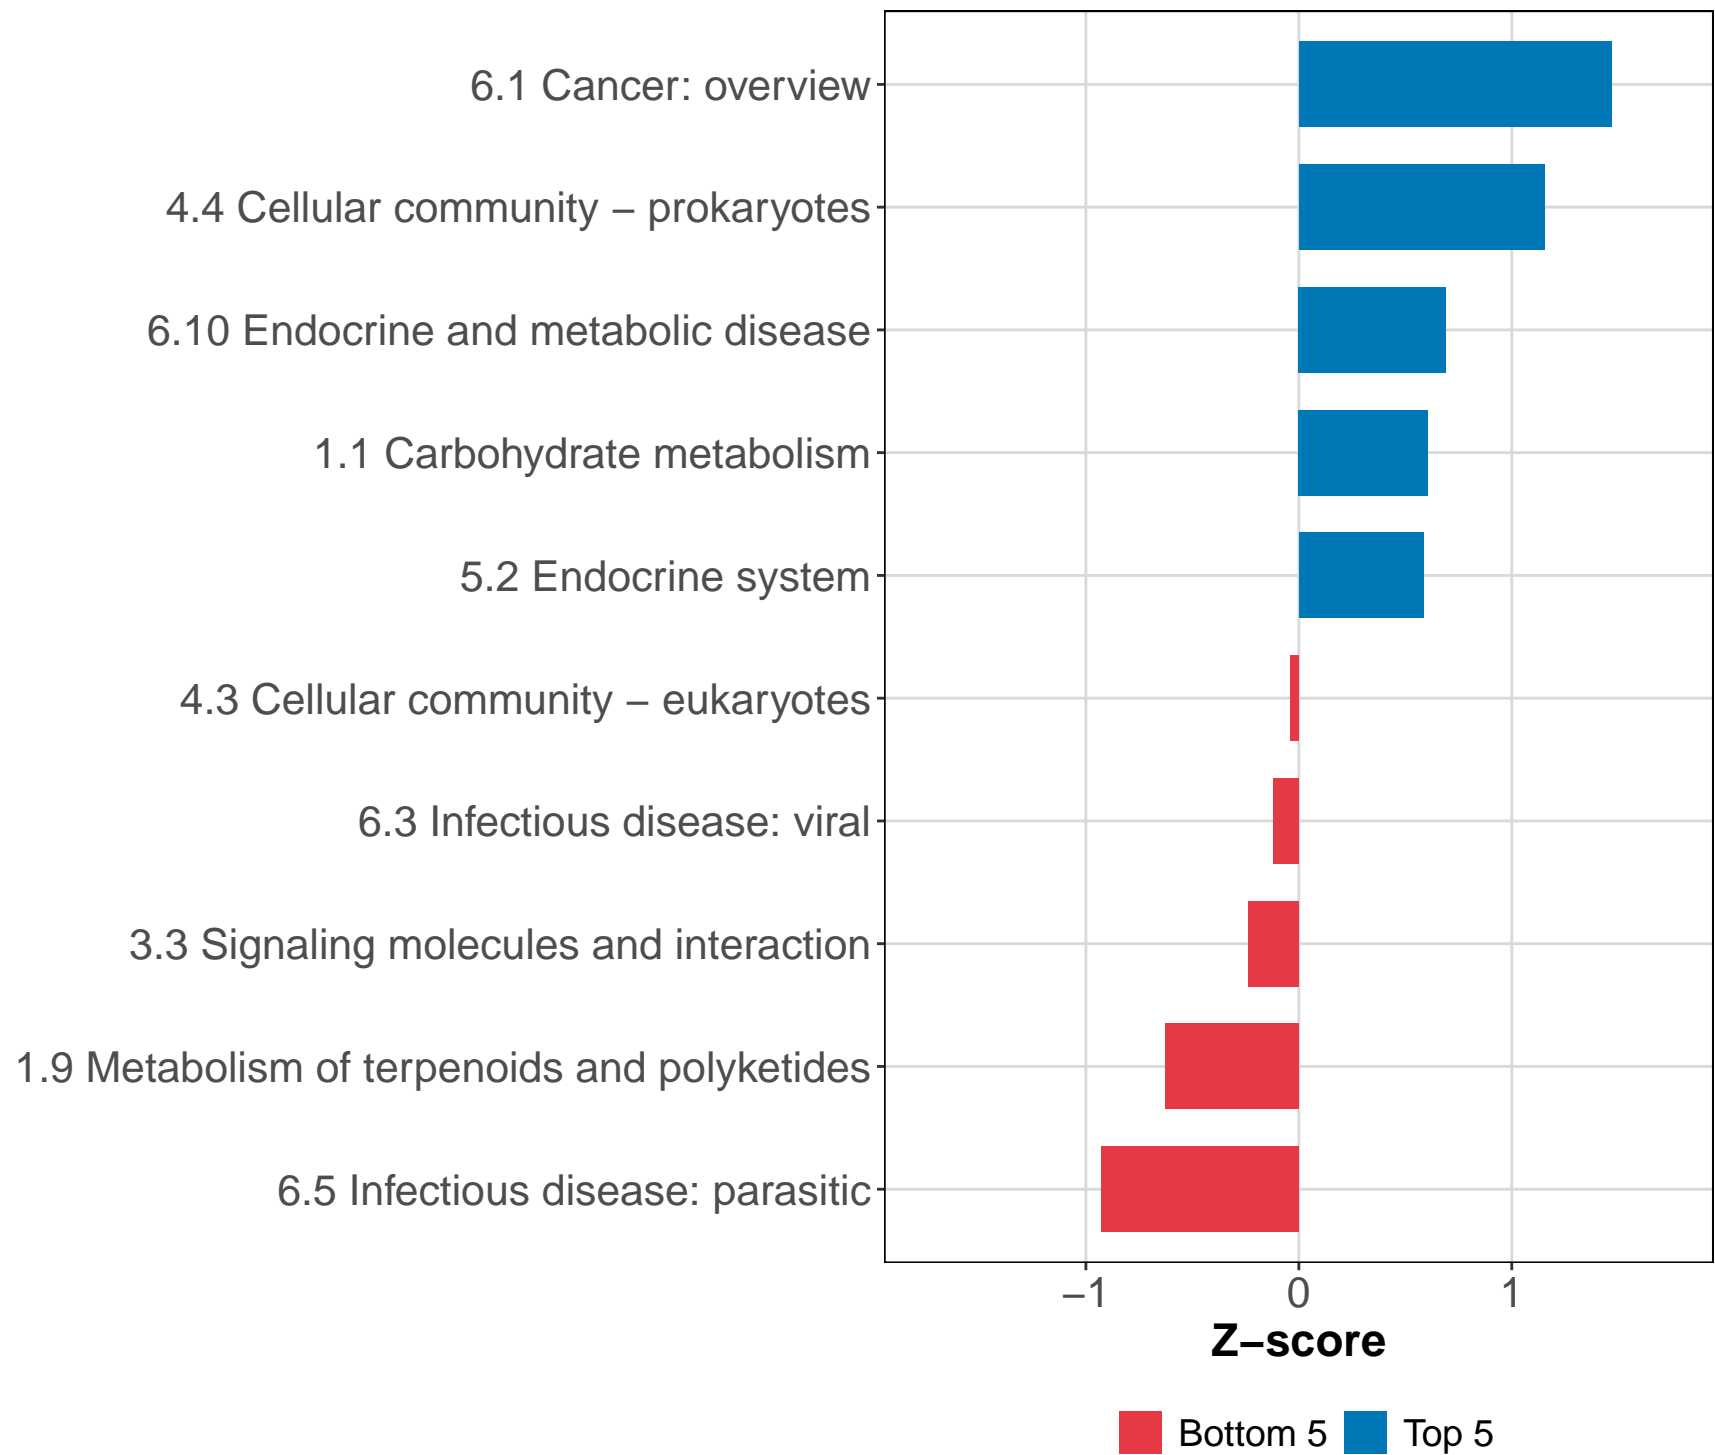 6.1 Cancer: overview
4.4 Cellular community – prokaryotes
6.10 Endocrine and metabolic disease
1.1 Carbohydrate metabolism
5.2 Endocrine system
4.3 Cellular community – eukaryotes
6.3 Infectious disease: viral
3.3 Signaling molecules and interaction
1.9 Metabolism of terpenoids and polyketides
6.5 Infectious disease: parasitic
−1 0 1
Z−score
Bottom 5 Top 5